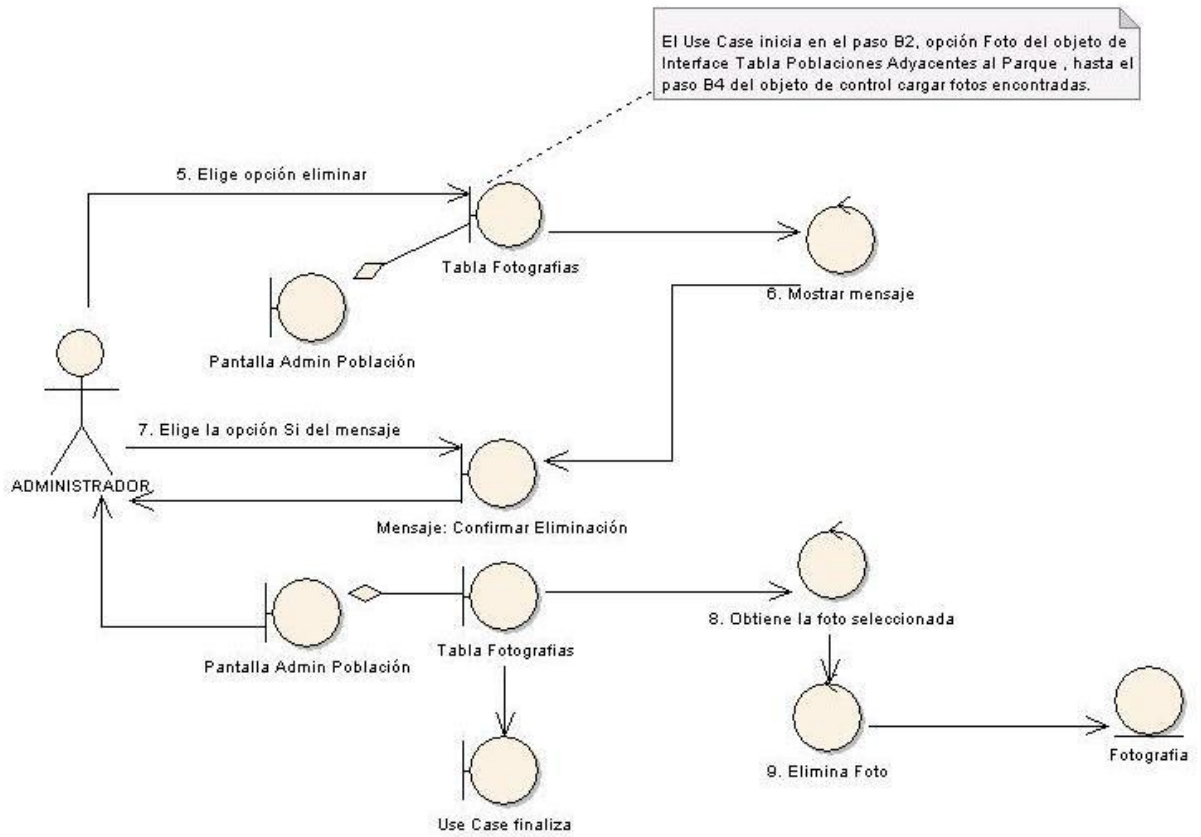 El Use Case inicia en el paso B2, opción Foto del objeto de
Interface Tabla Poblaciones Adyacentes al Parque , hasta el
paso B4 del objeto de control cargar fotos encontradas.
5. Elige opción eliminar
Tabla Fotografias
6. Mostrar mensaje
Pantalla Admin Población
7. Elige la opción Si del mensaje
ADMINISTRADOR
Mensaje: Confirmar Eliminación
8. Obtiene la foto seleccionada
Tabla Fotografias
Pantalla Admin Población
Fotografia
9. Elimina Foto
Use Case finaliza